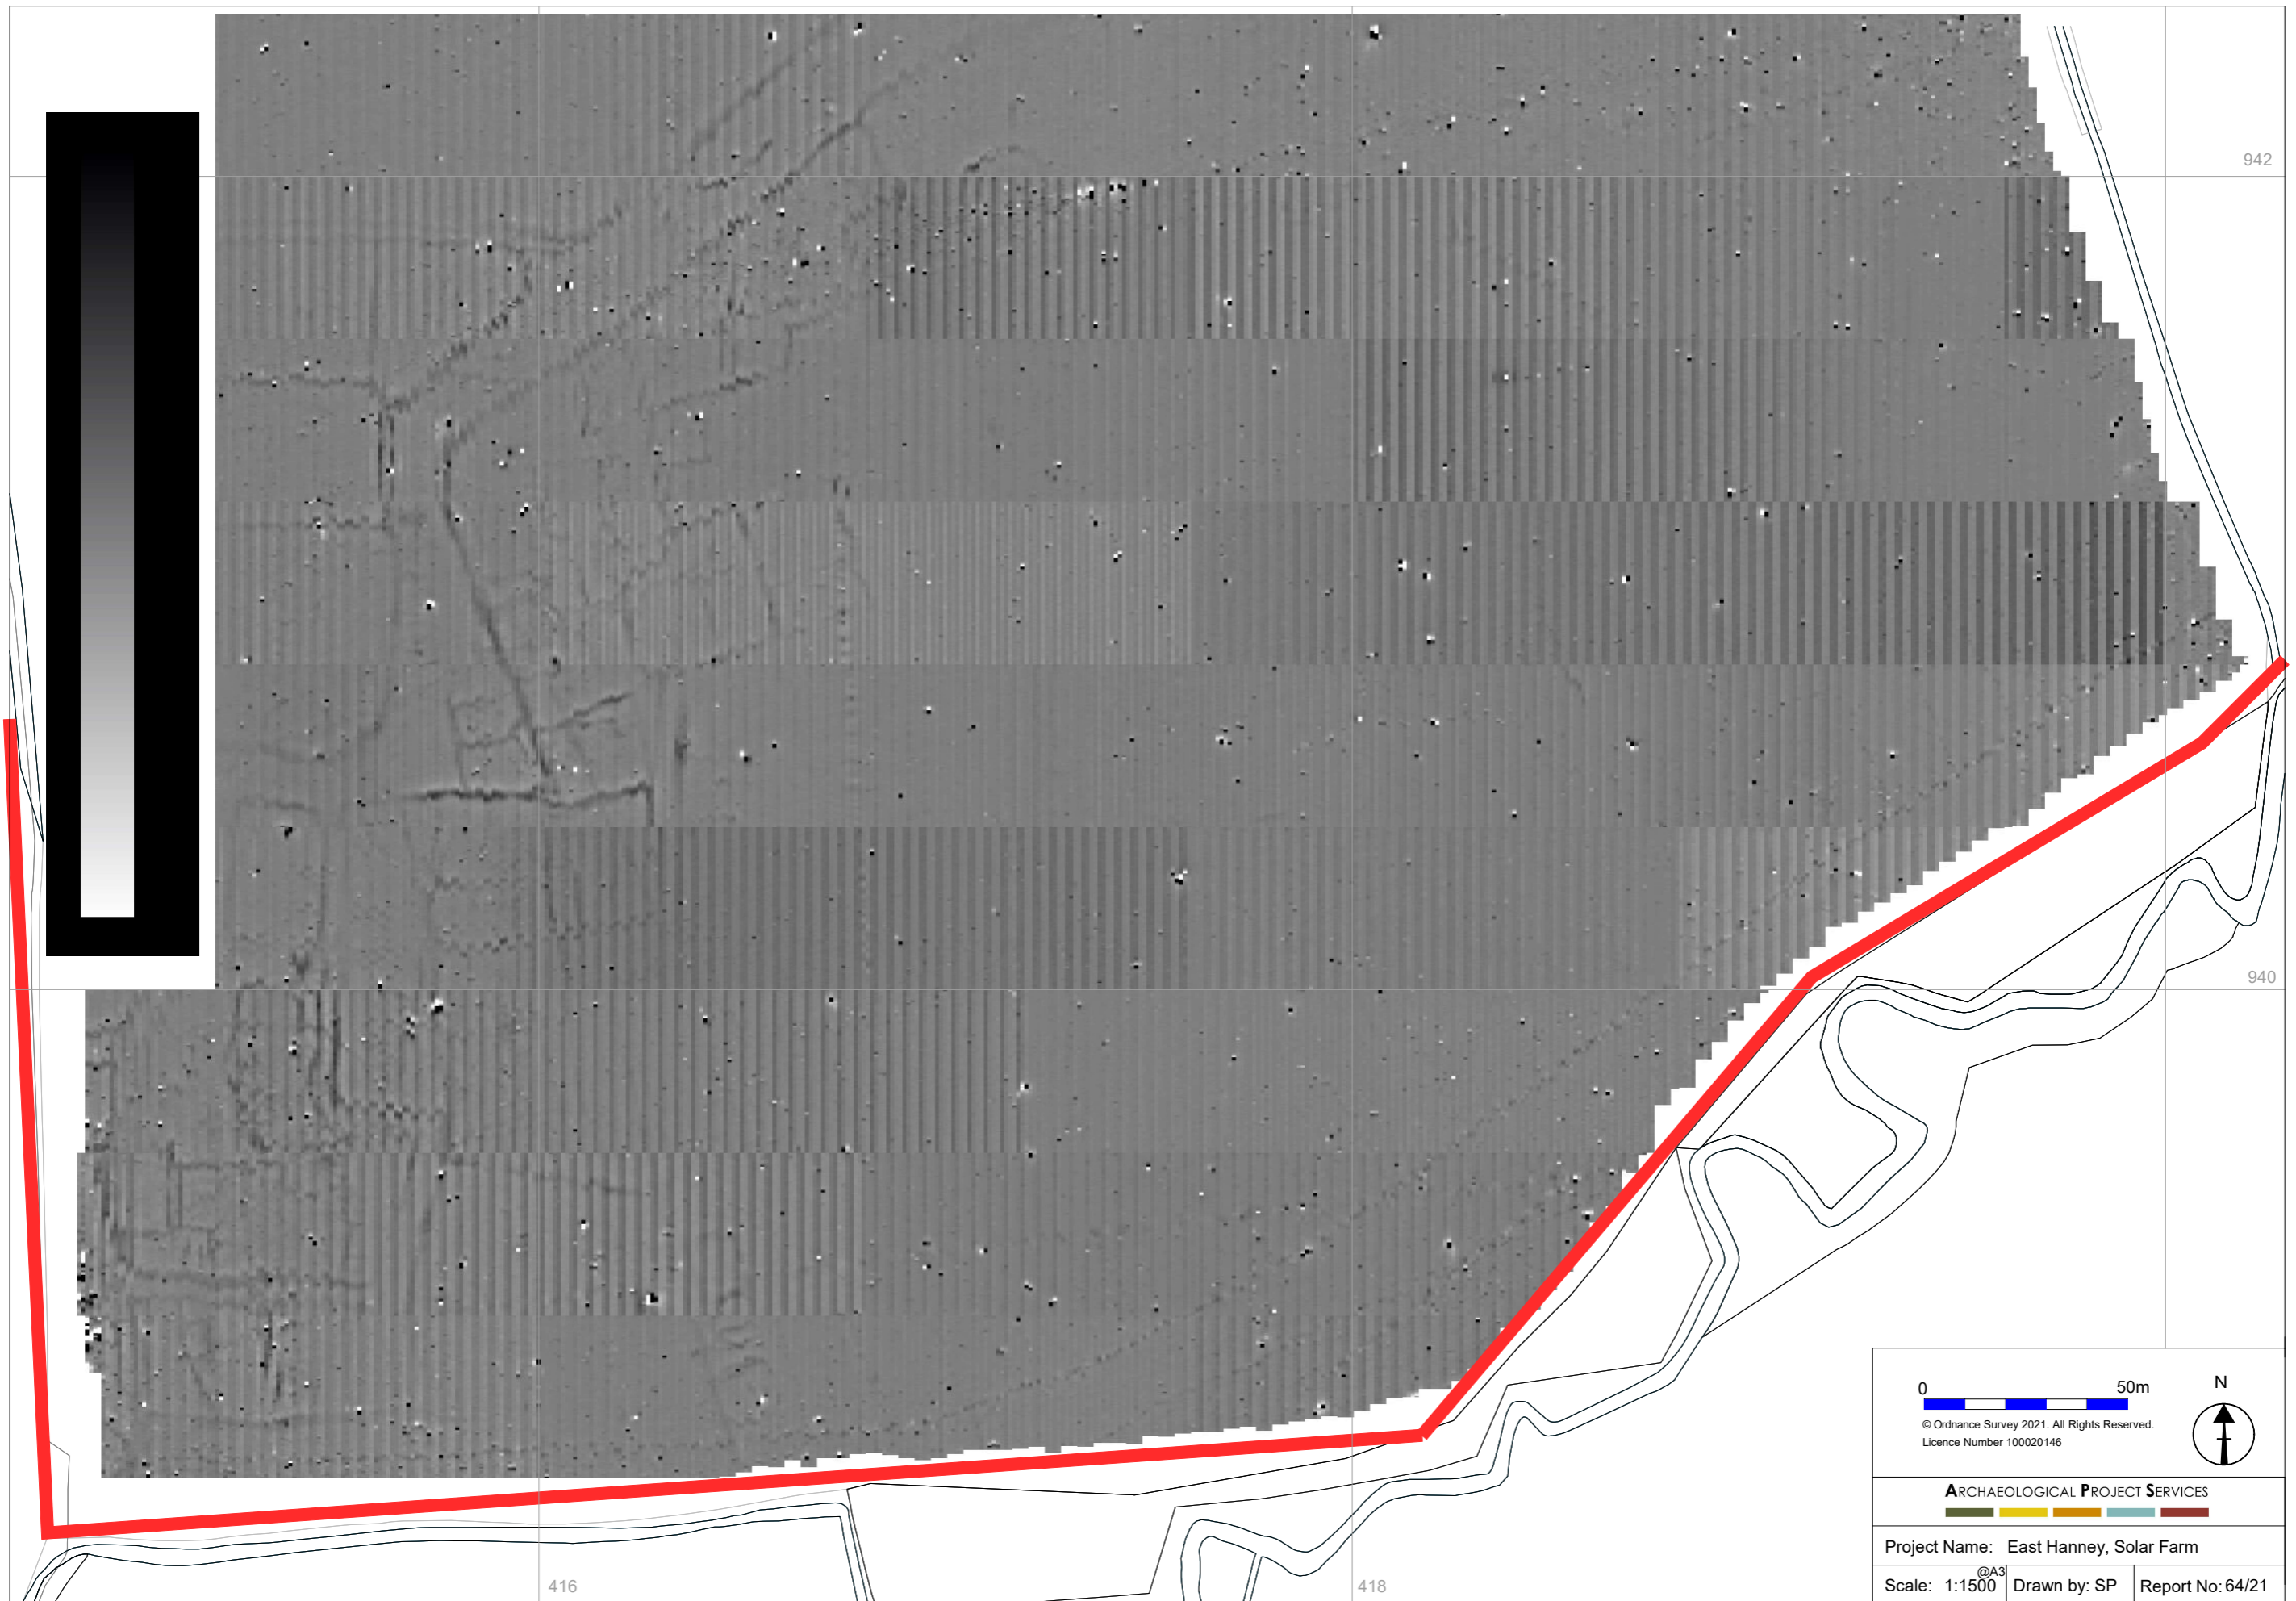 942
940
416
418
0 50m
N
© Ordnance Survey 2021. All Rights Reserved.
Licence Number 100020146
ARCHAEOLOGICAL PROJECT SERVICES
Project Name: East Hanney, Solar Farm
Scale: 1:1500 @A3 Drawn by: SP Report No: 64/21